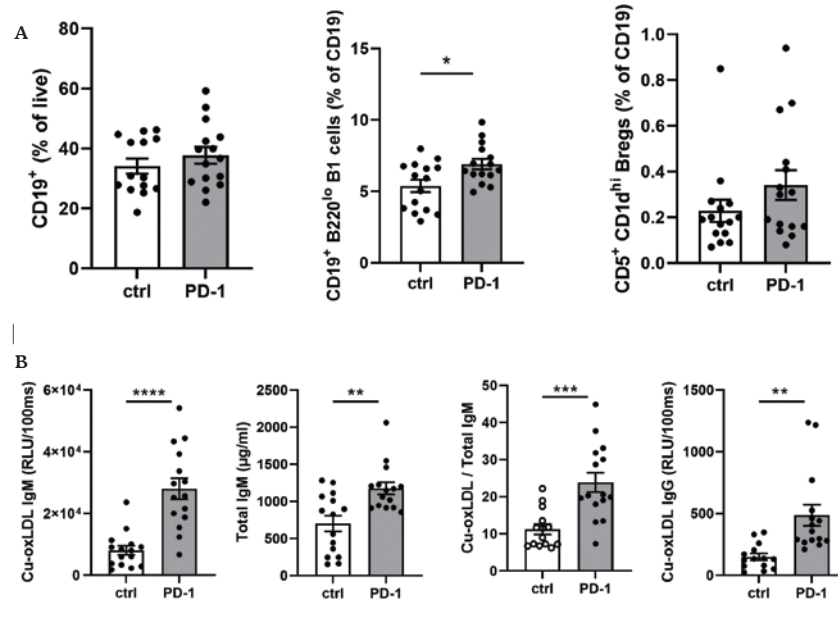 A
CD19⁺ (% of live)
80
60
40
20
0
ctrl PD-1
CD19⁺ B220ˡᵒ B1 cells (% of CD19)
15
10
5
0
*
ctrl PD-1
CD5⁺ CD1dʰⁱ Bregs (% of CD19)
1.0
0.8
0.6
0.4
0.2
0.0
ctrl PD-1
B
Cu-oxLDL IgM (RLU/100ms)
6×10⁴
4×10⁴
2×10⁴
0
****
ctrl PD-1
Total IgM (µg/ml)
2500
2000
1500
1000
500
0
**
ctrl PD-1
Cu-oxLDL / Total IgM
50
40
30
20
10
0
***
ctrl PD-1
Cu-oxLDL IgG (RLU/100ms)
1500
1000
500
0
**
ctrl PD-1